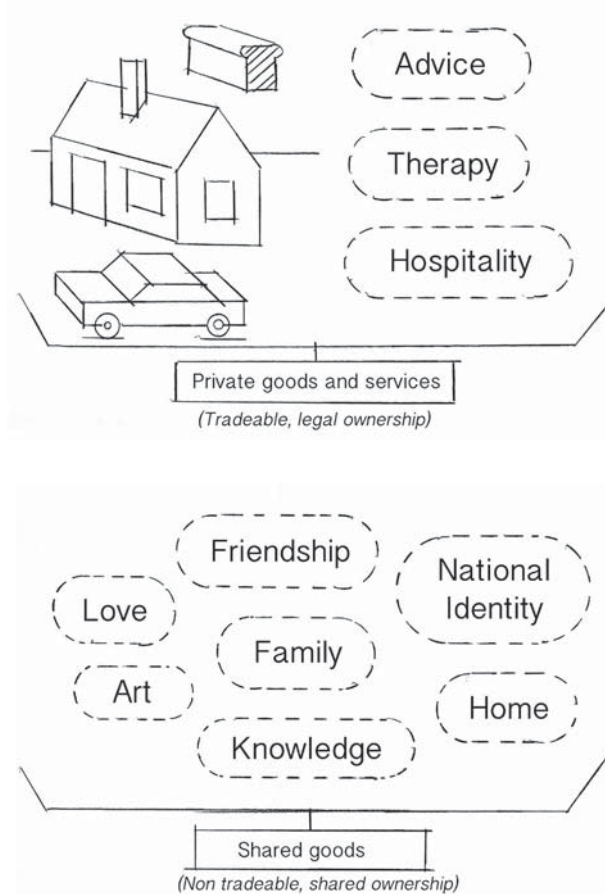 Advice
Therapy
Hospitality
Private goods and services
(Tradeable, legal ownership)
Friendship
National
Identity
Love
Family
Art
Home
Knowledge
Shared goods
(Non tradeable, shared ownership)